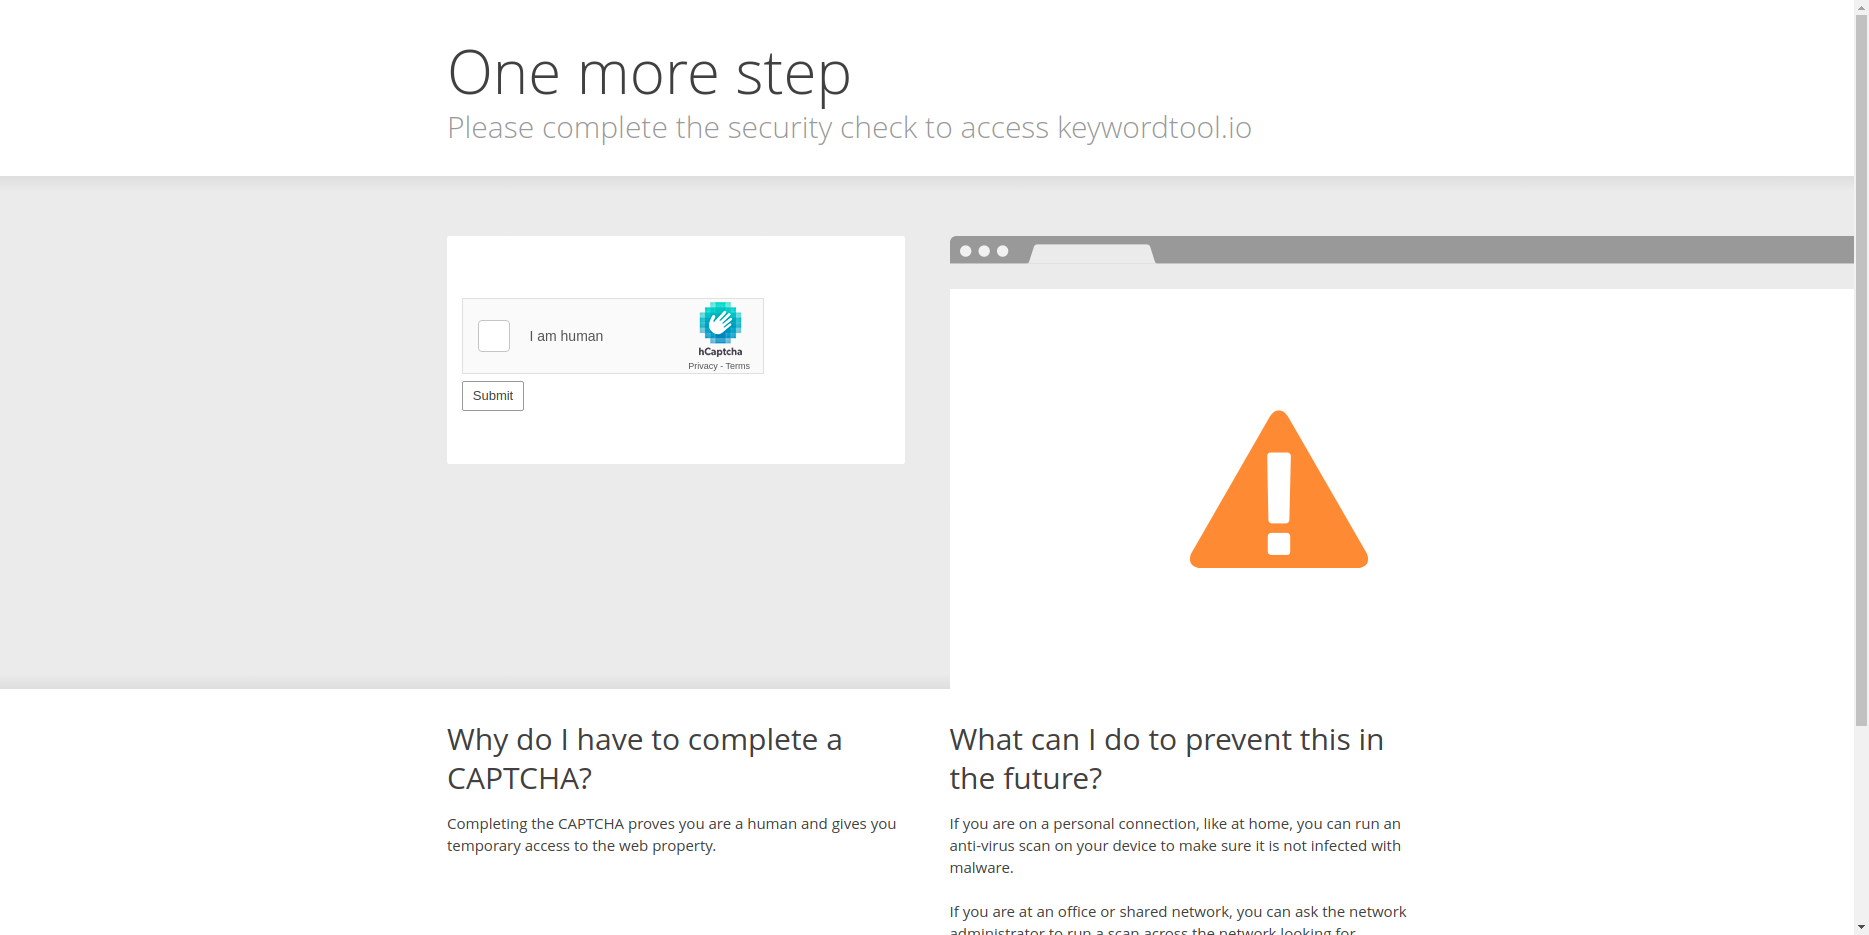 One more step
Please complete the security check to access keywordtool.io
I am human
hCaptcha
Privacy - Terms
Submit
Why do I have to complete a
CAPTCHA?
Completing the CAPTCHA proves you are a human and gives you
temporary access to the web property.
What can I do to prevent this in
the future?
If you are on a personal connection, like at home, you can run an
anti-virus scan on your device to make sure it is not infected with
malware.
If you are at an office or shared network, you can ask the network
administrator to run a scan across the network looking for